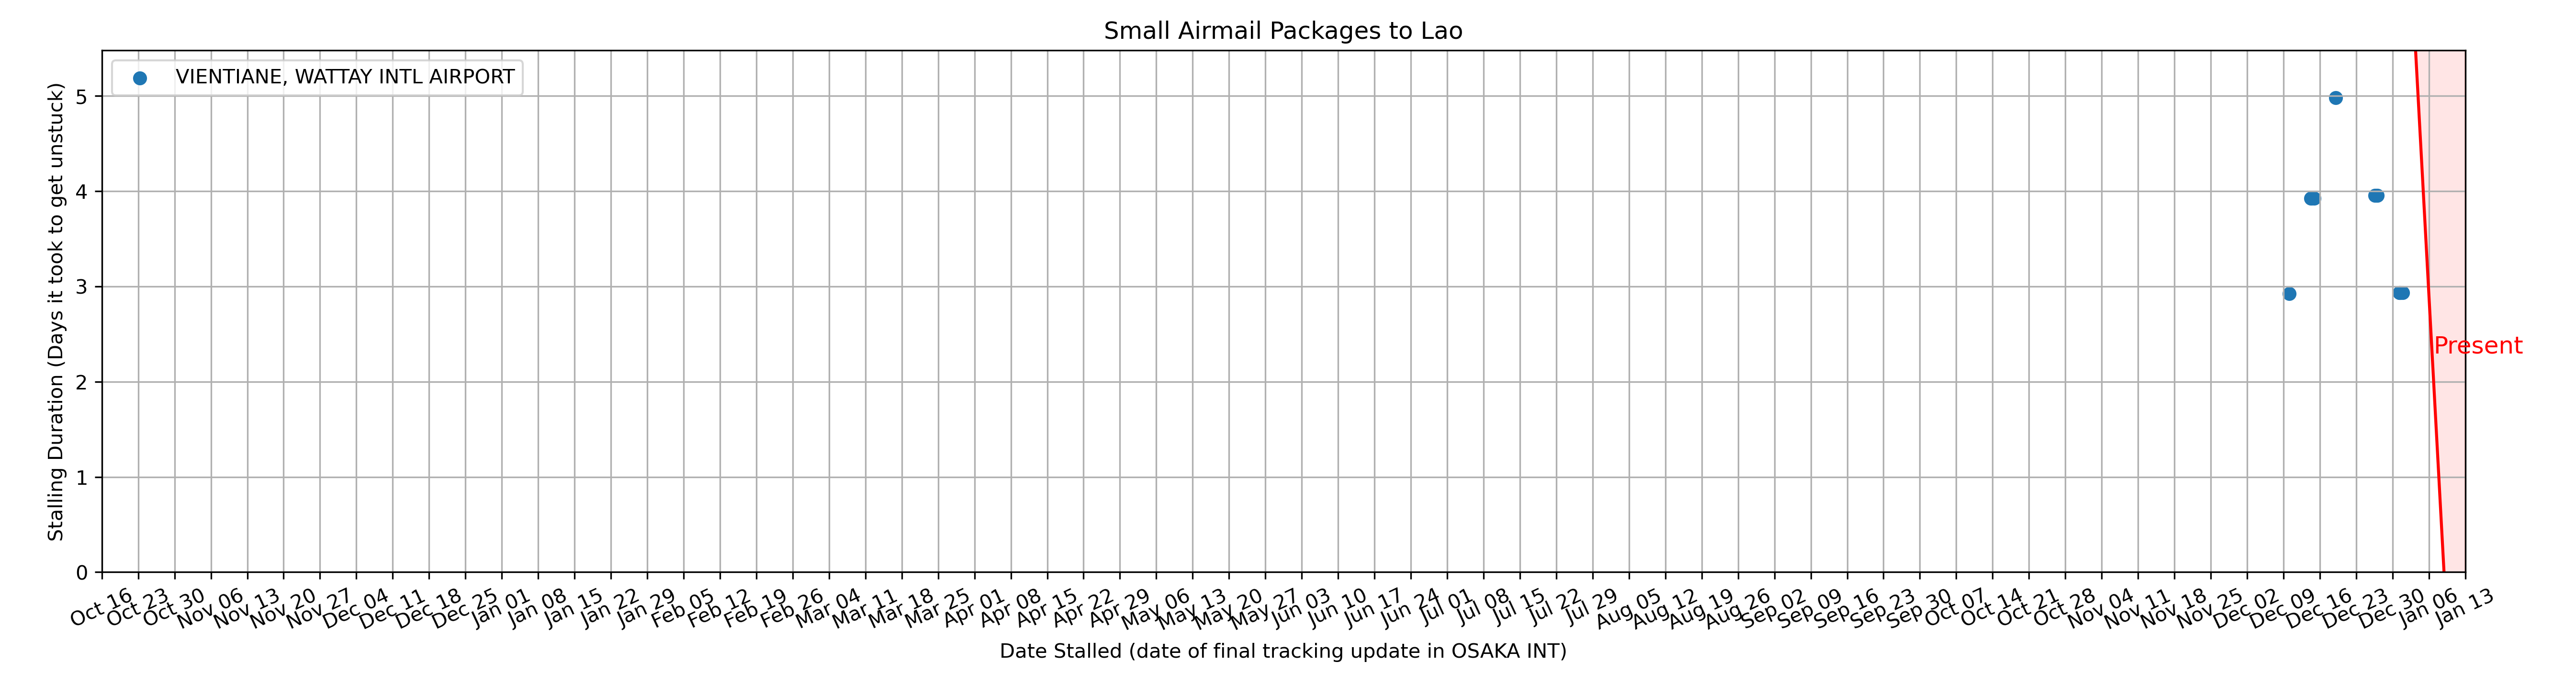 Small Airmail Packages to Lao
VIENTIANE, WATTAY INTL AIRPORT
Stalling Duration (Days it took to get unstuck)
5
4
3
2
1
0
Present
Oct 16 Oct 23 Oct 30 Nov 06 Nov 13 Nov 20 Nov 27 Dec 04 Dec 11 Dec 18 Dec 25 Jan 01 Jan 08 Jan 15 Jan 22 Jan 29 Feb 05 Feb 12 Feb 19 Feb 26 Mar 04 Mar 11 Mar 18 Mar 25 Apr 01 Apr 08 Apr 15 Apr 22 Apr 29 May 06 May 13 May 20 May 27 Jun 03 Jun 10 Jun 17 Jun 24 Jul 01 Jul 08 Jul 15 Jul 22 Jul 29 Aug 05 Aug 12 Aug 19 Aug 26 Sep 02 Sep 09 Sep 16 Sep 23 Sep 30 Oct 07 Oct 14 Oct 21 Oct 28 Nov 04 Nov 11 Nov 18 Nov 25 Dec 02 Dec 09 Dec 16 Dec 23 Dec 30 Jan 06 Jan 13
Date Stalled (date of final tracking update in OSAKA INT)